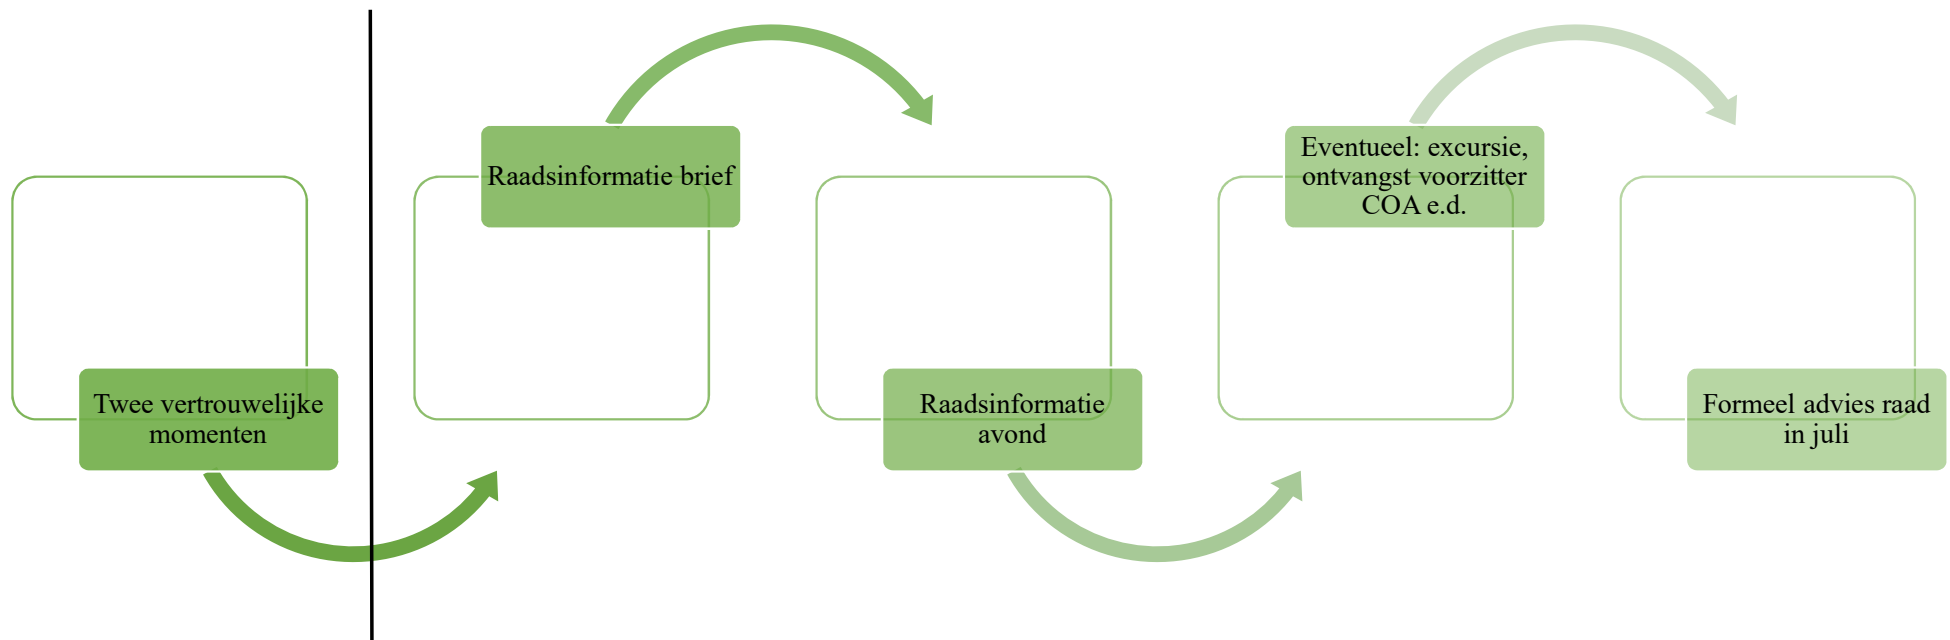 Twee vertrouwelijke
momenten
Raadsinformatie brief
Raadsinformatie
avond
Eventueel: excursie,
ontvangst voorzitter
COA e.d.
Formeel advies raad
in juli